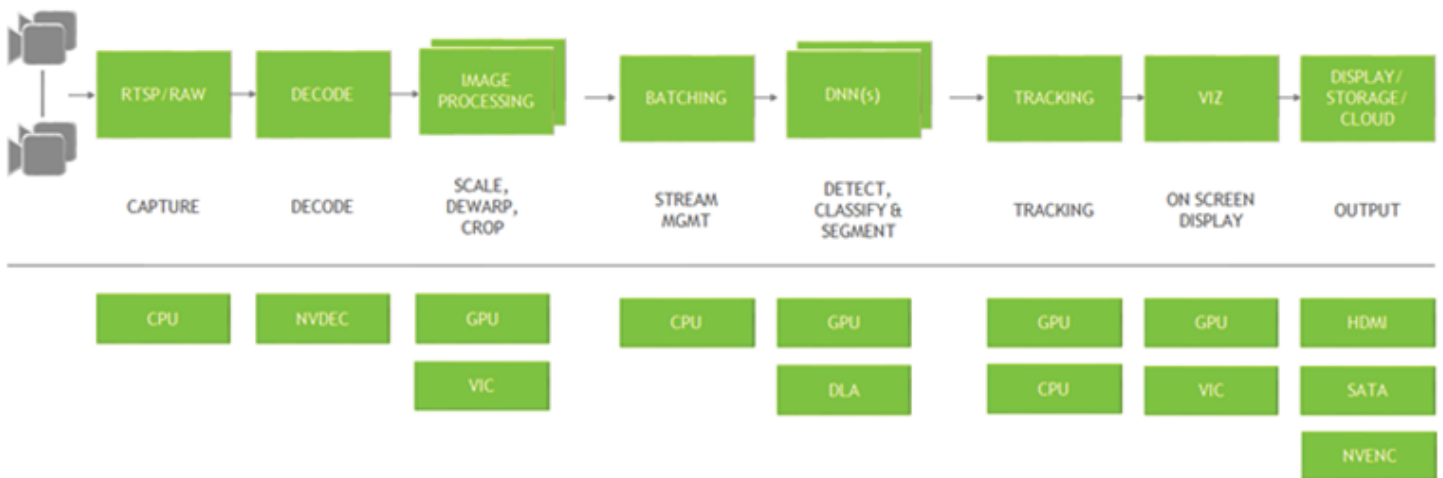 RTSP/RAW
DECODE
IMAGE
PROCESSING
BATCHING
DNN(s)
TRACKING
VIZ
DISPLAY/
STORAGE/
CLOUD
CAPTURE
DECODE
SCALE,
DEWARP,
CROP
STREAM
MGMT
DETECT,
CLASSIFY &
SEGMENT
TRACKING
ON SCREEN
DISPLAY
OUTPUT
CPU
NVDEC
GPU
CPU
GPU
GPU
GPU
HDMI
VIC
DLA
CPU
VIC
SATA
NVENC